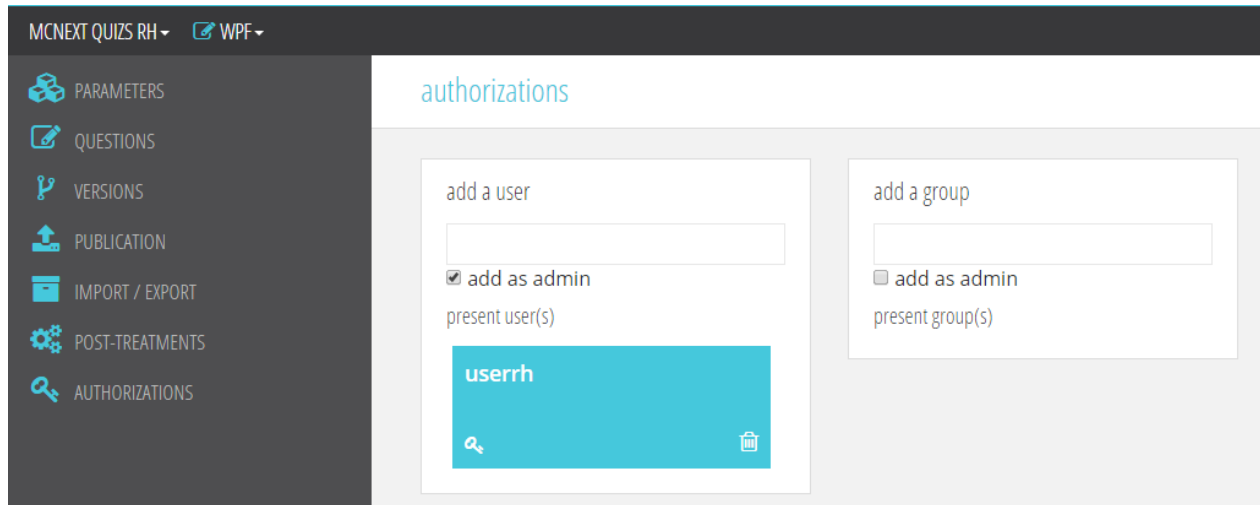 MCNEXT QUIZS RH WPF
PARAMETERS
QUESTIONS
VERSIONS
PUBLICATION
IMPORT / EXPORT
POST-TREATMENTS
AUTHORIZATIONS
authorizations
add a user
add as admin
present user(s)
userrh
add a group
add as admin
present group(s)